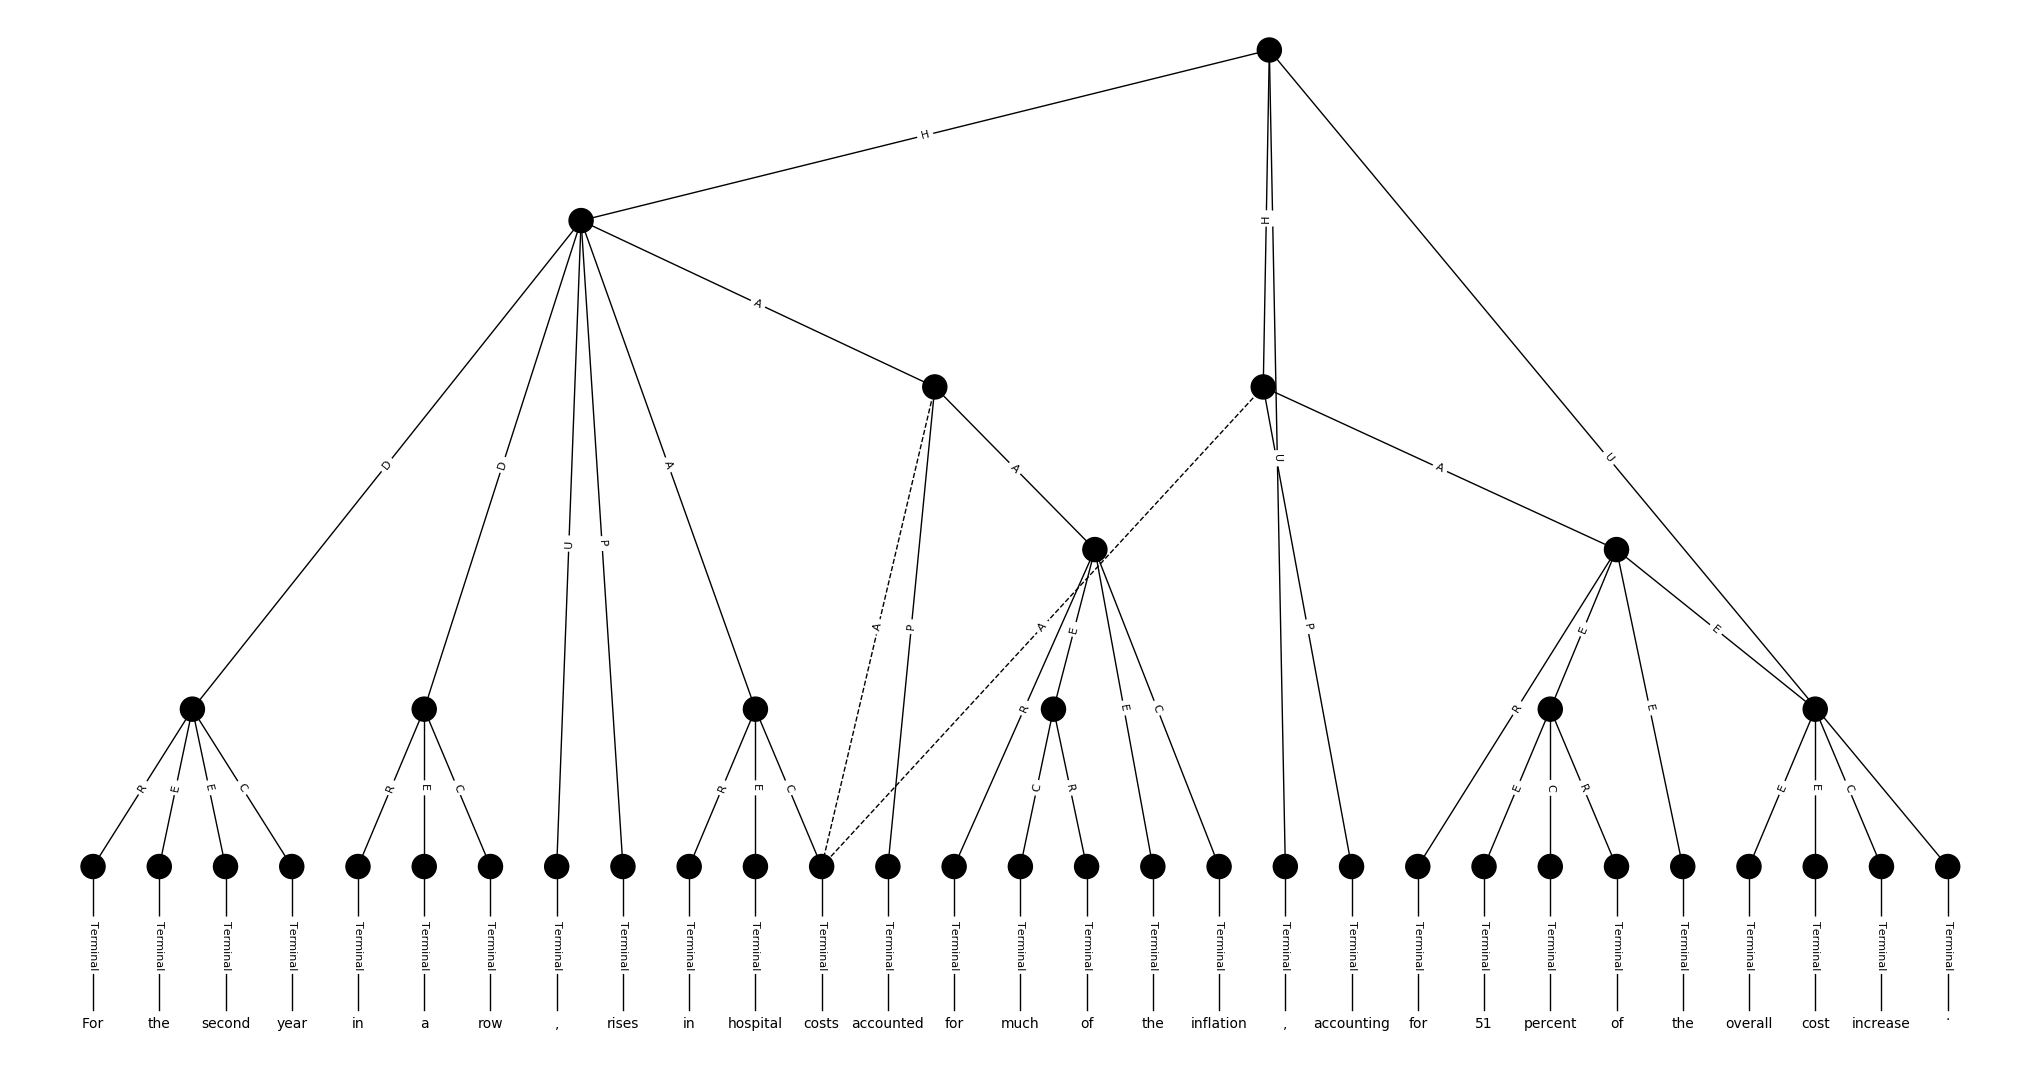 H
H
A
D
D
A
U
A
A
U
U
P
A
P
A
E
P
E
E
R
E
C
R
E
R
E
E
C
R
E
C
R
E
C
C
R
E
C
R
E
E
C
Terminal Terminal Terminal Terminal Terminal Terminal Terminal Terminal Terminal Terminal Terminal Terminal Terminal Terminal Terminal Terminal Terminal Terminal Terminal Terminal Terminal Terminal Terminal Terminal Terminal Terminal Terminal Terminal Terminal
For the second year in a row , rises in hospital costs accounted for much of the inflation , accounting for 51 percent of the overall cost increase .